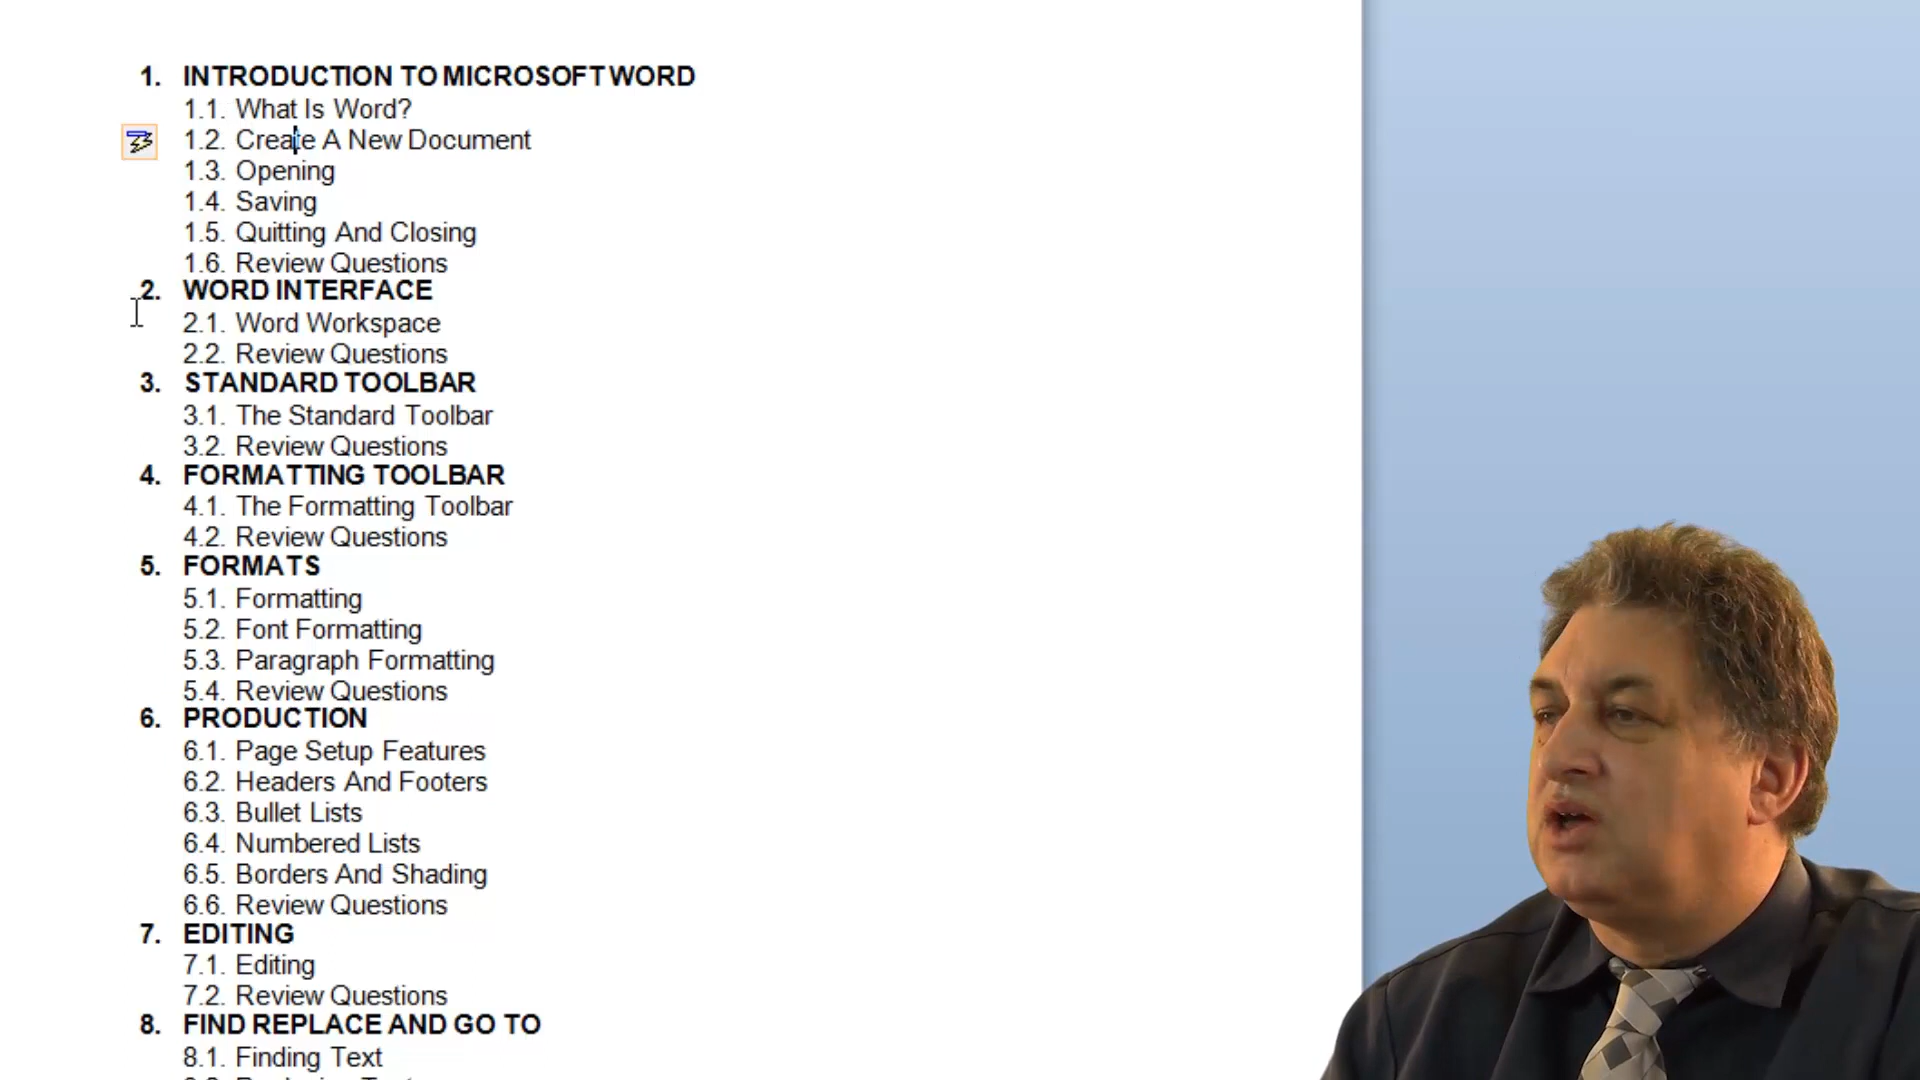 1. INTRODUCTION TO MICROSOFT WORD
1.1. What Is Word?
1.2. Create A New Document
1.3. Opening
1.4. Saving
1.5. Quitting And Closing
1.6. Review Questions
2. WORD INTERFACE
2.1. Word Workspace
2.2. Review Questions
3. STANDARD TOOLBAR
3.1. The Standard Toolbar
3.2. Review Questions
4. FORMATTING TOOLBAR
4.1. The Formatting Toolbar
4.2. Review Questions
5. FORMATS
5.1. Formatting
5.2. Font Formatting
5.3. Paragraph Formatting
5.4. Review Questions
6. PRODUCTION
6.1. Page Setup Features
6.2. Headers And Footers
6.3. Bullet Lists
6.4. Numbered Lists
6.5. Borders And Shading
6.6. Review Questions
7. EDITING
7.1. Editing
7.2. Review Questions
8. FIND REPLACE AND GO TO
8.1. Finding Text